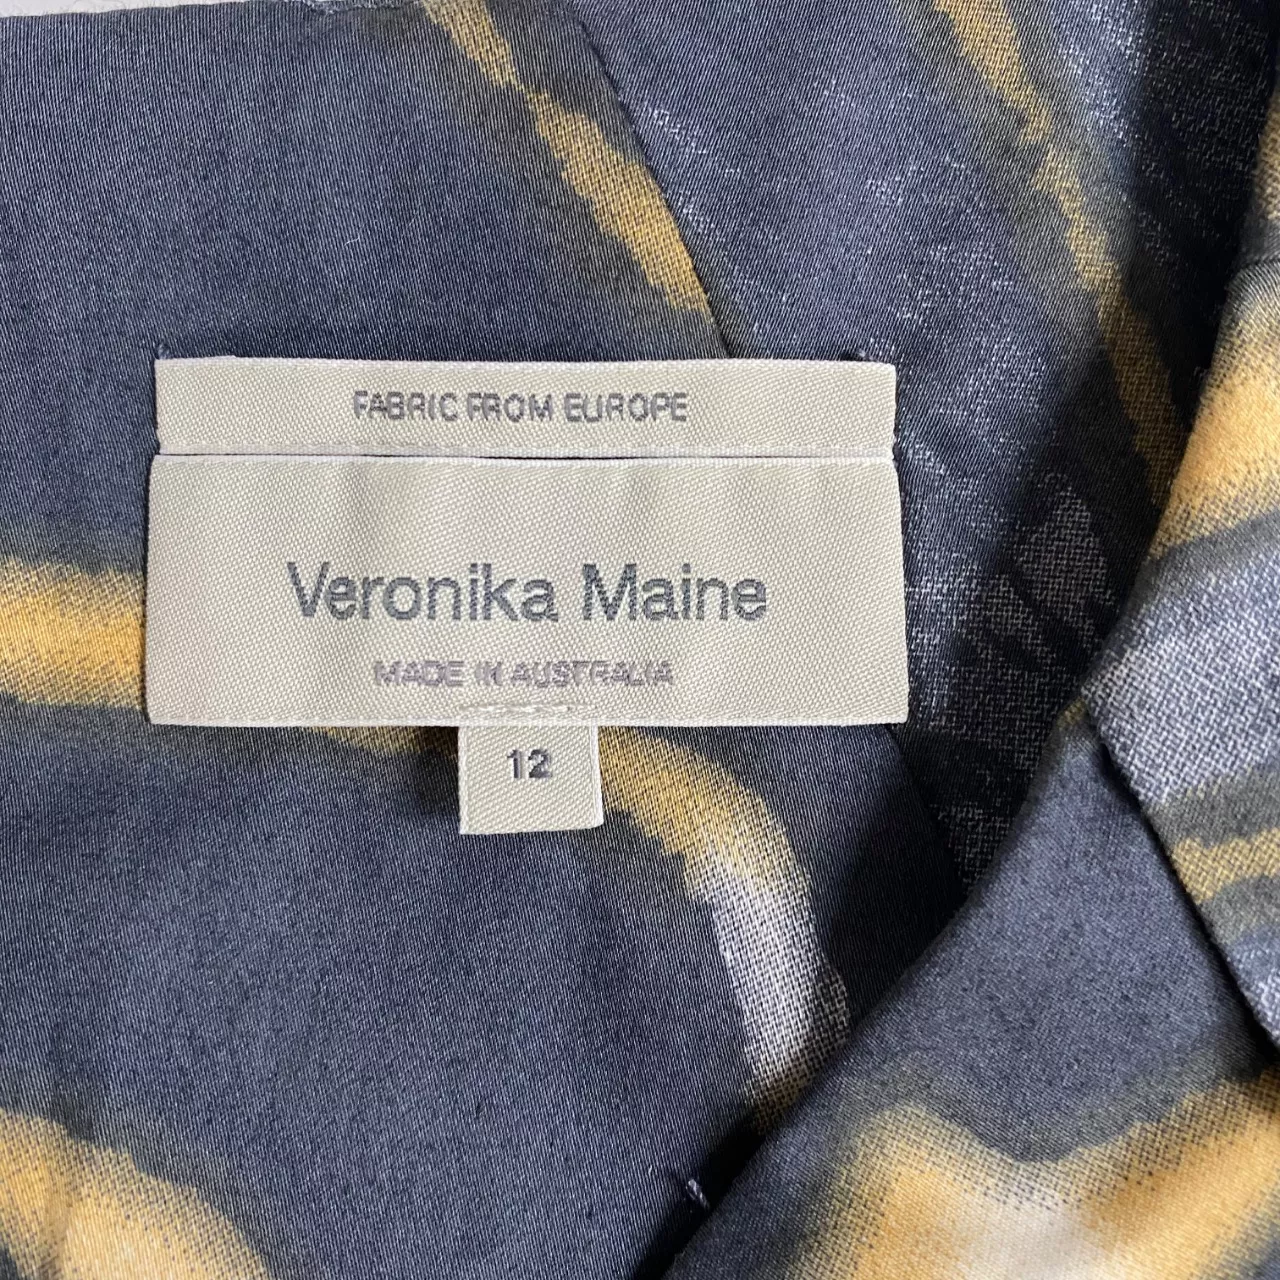 FABRIC FROM EUROPE
Veronika Maine
MADE IN AUSTRALIA
12